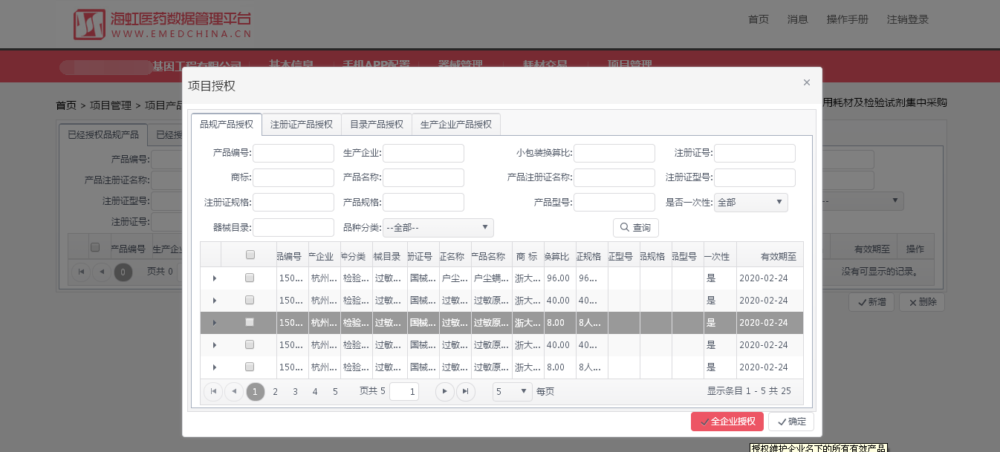 海虹医药数据管理平台
WWW.EMEDCHINA.CN
首页 消息 操作手册 注销登录
基因工程有限公司 基本信息 手机APP配置 器械管理 耗材交易 项目管理
项目授权 ×
首页 > 项目管理 > 项目产品
用耗材及检验试剂集中采购
品规产品授权 注册证产品授权 目录产品授权 生产企业产品授权
已经授权品规产品 已经授
产品编号: 生产企业: 小包装换算比: 注册证号:
产品编号:
商标: 产品名称: 产品注册证名称: 注册证型号:
产品注册证名称:
注册证规格: 产品规格: 产品型号: 是否一次性: 全部
注册证型号:
注册证号:
器械目录: 品种分类: --全部-- 查询
产品编号 生产企业 有效期至 操作
品编号 产企业 种分类 械目录 册证号 证名称 产品名称 商 标 换算比 证规格 证型号 品规格 品型号 一次性 有效期至
页共 0 没有可显示的记录。
0
150... 杭州... 检验... 过敏... 国械... 户尘... 户尘螨... 浙大... 96.00 96... 是 2020-02-24
150... 杭州... 检验... 过敏... 国械... 过敏... 过敏原... 浙大... 40.00 40... 是 2020-02-24
新增 删除
150... 杭州... 检验... 过敏... 国械... 过敏... 过敏原... 浙大... 8.00 8人... 是 2020-02-24
150... 杭州... 检验... 过敏... 国械... 过敏... 过敏原... 浙大... 40.00 40... 是 2020-02-24
150... 杭州... 检验... 过敏... 国械... 过敏... 过敏原... 浙大... 8.00 8人... 是 2020-02-24
1 2 3 4 5 页共 5 1 5 每页 显示条目 1 - 5 共 25
全企业授权 确定
授权维护企业名下的所有有效产品